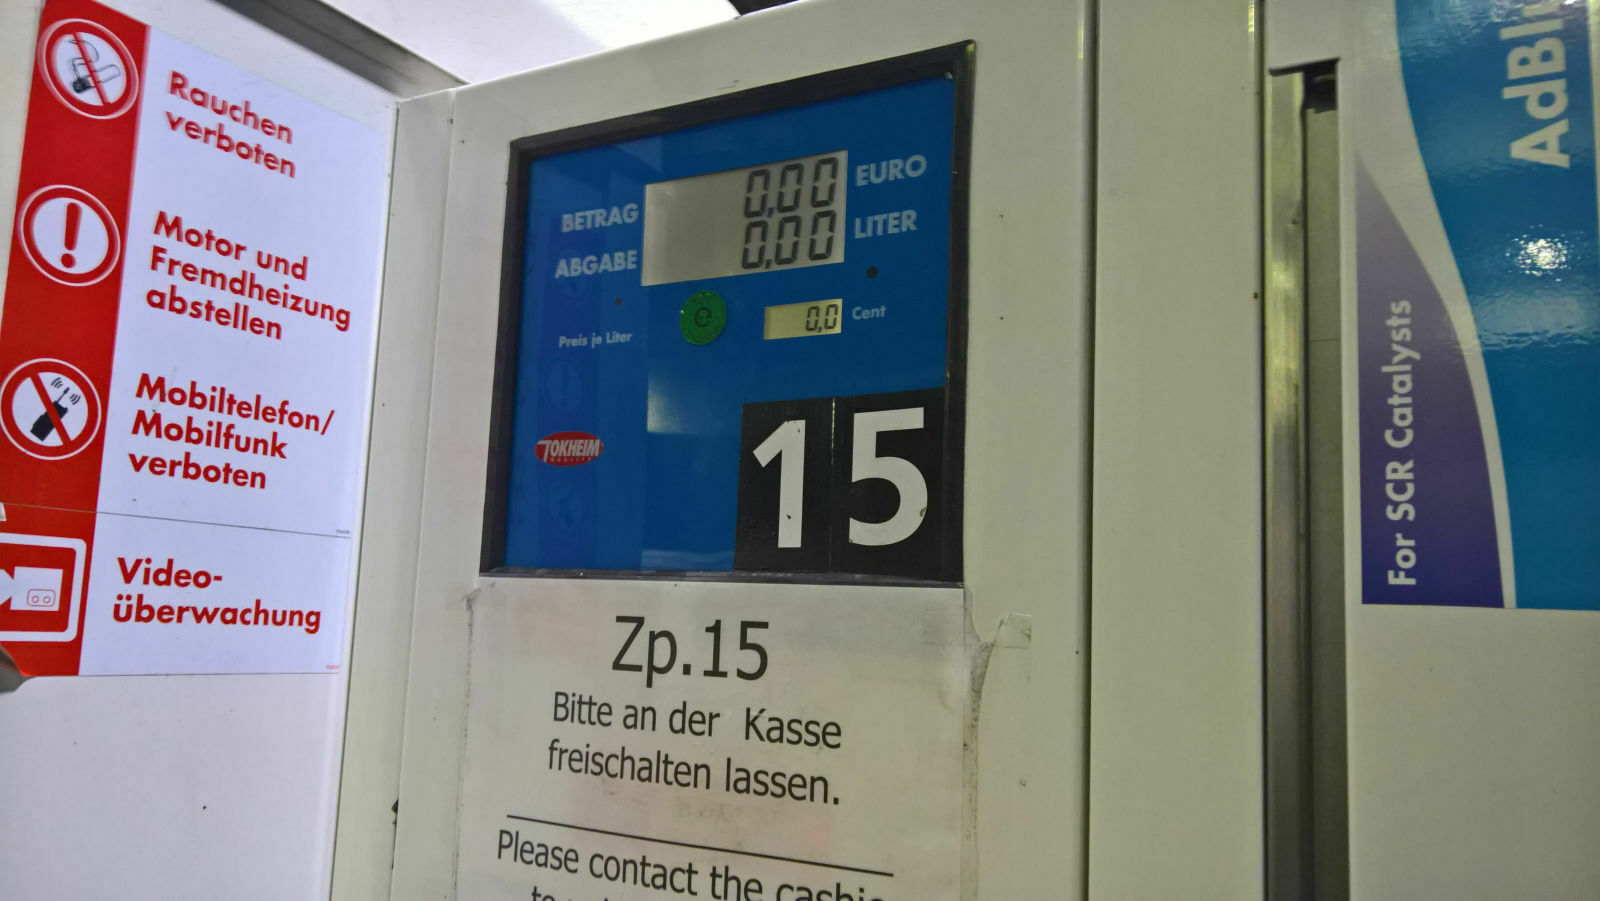 Rauchen
verboten
Motor und
Fremdheizung
abstellen
Mobiltelefon/
Mobilfunk
verboten
Video-
überwachung
BETRAG 0,00 EURO
ABGABE 0,00 LITER
e
Preis je Liter 0,0 Cent
TOKHEIM
15
Zp.15
Bitte an der Kasse
freischalten lassen.
Please contact the
AdBl
For SCR Catalysts